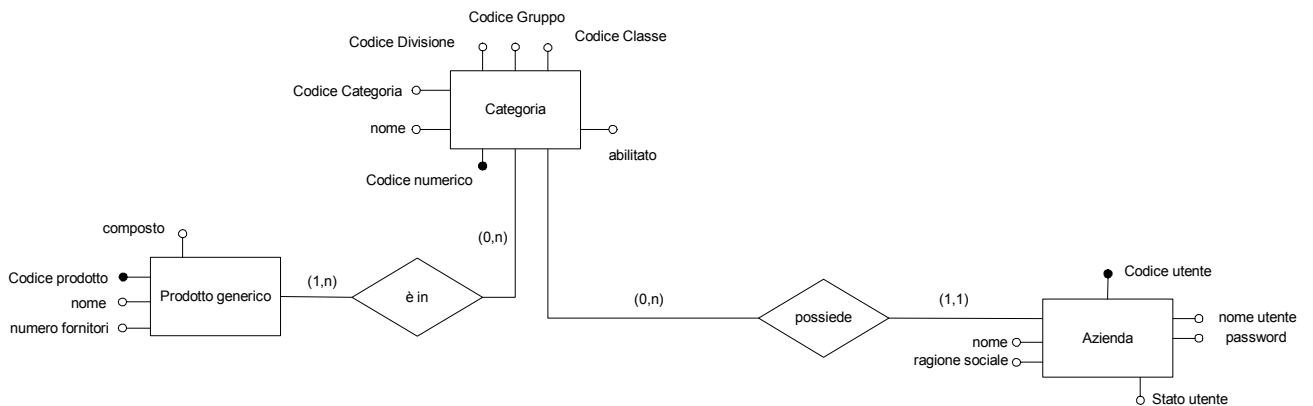 Codice Gruppo
Codice Divisione
Codice Classe
Codice Categoria
Categoria
nome
abilitato
Codice numerico
composto
(0,n)
Codice prodotto
Prodotto generico
(1,n)
è in
nome
numero fornitori
(0,n)
possiede
(1,1)
Codice utente
nome utente
password
Azienda
nome
ragione sociale
Stato utente